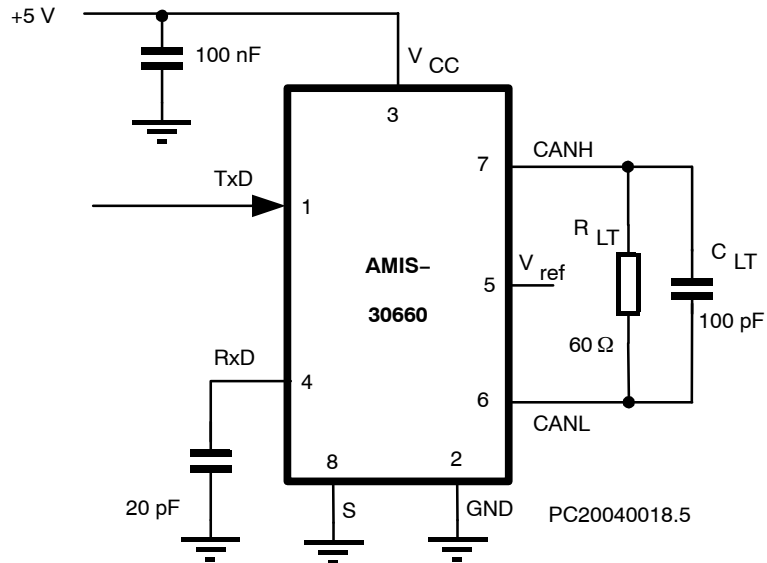 +5 V
100 nF
V CC
3
7
CANH
TxD
1
R LT
C LT
AMIS−
30660
V ref
5
100 pF
60 Ω
RxD
4
6
CANL
8
2
20 pF
S
GND
PC20040018.5